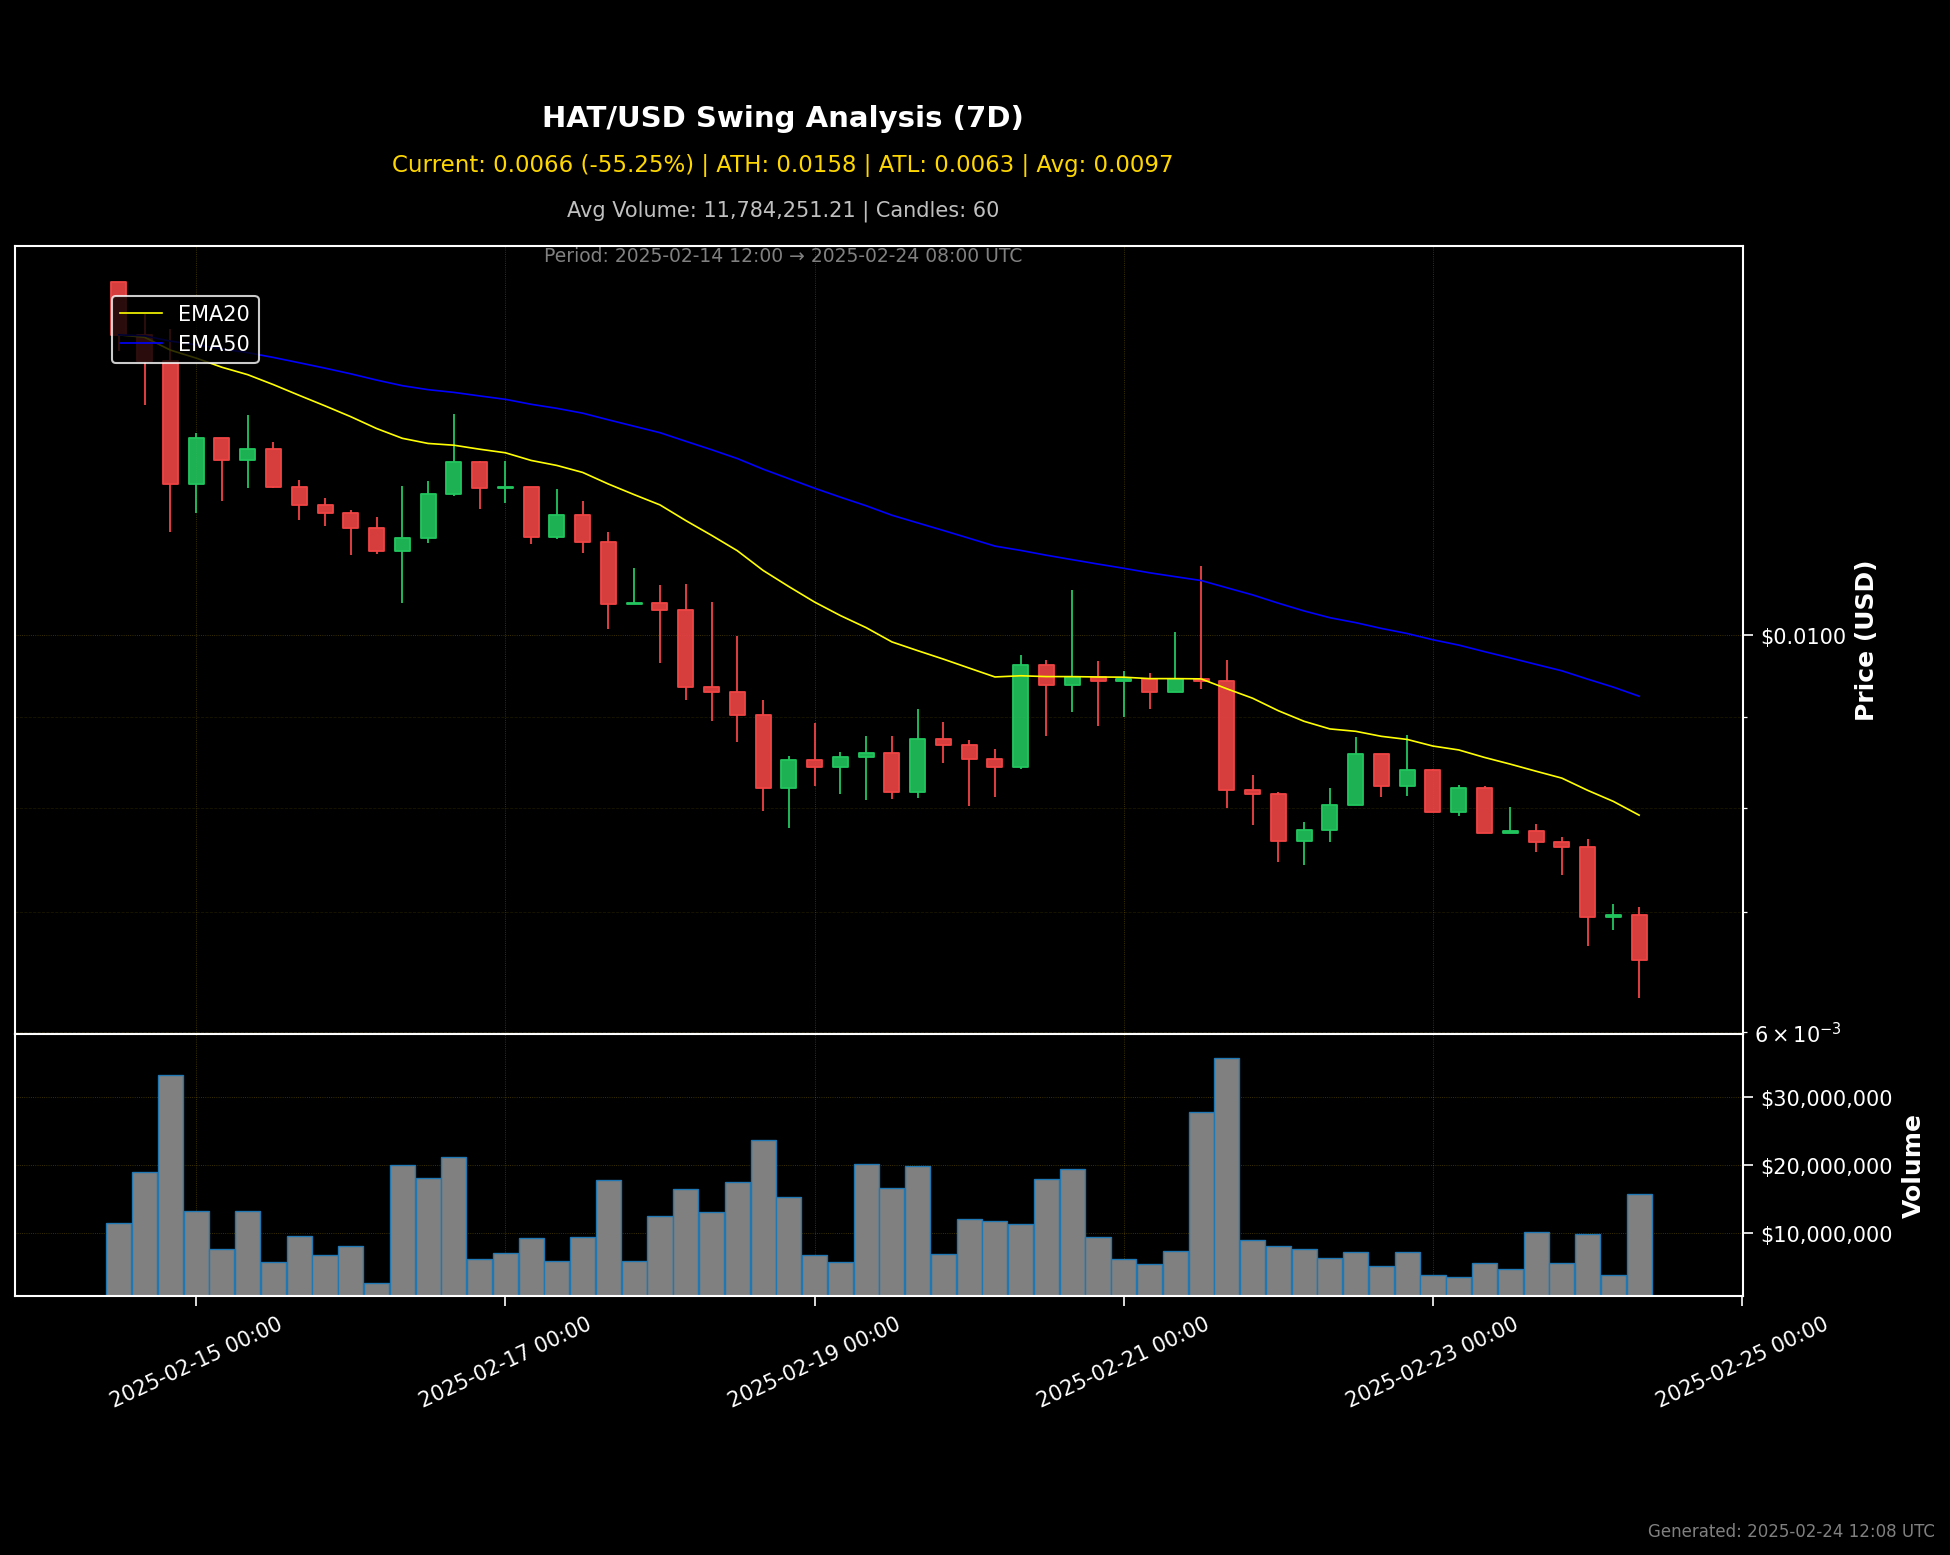 HAT/USD Swing Analysis (7D)
Current: 0.0066 (-55.25%) | ATH: 0.0158 | ATL: 0.0063 | Avg: 0.0097
Avg Volume: 11,784,251.21 | Candles: 60
Period: 2025-02-14 12:00 → 2025-02-24 08:00 UTC
EMA20
EMA50
$0.0100
Price (USD)
6 × 10⁻³
$30,000,000
$20,000,000
$10,000,000
Volume
2025-02-15 00:00
2025-02-17 00:00
2025-02-19 00:00
2025-02-21 00:00
2025-02-23 00:00
2025-02-25 00:00
Generated: 2025-02-24 12:08 UTC